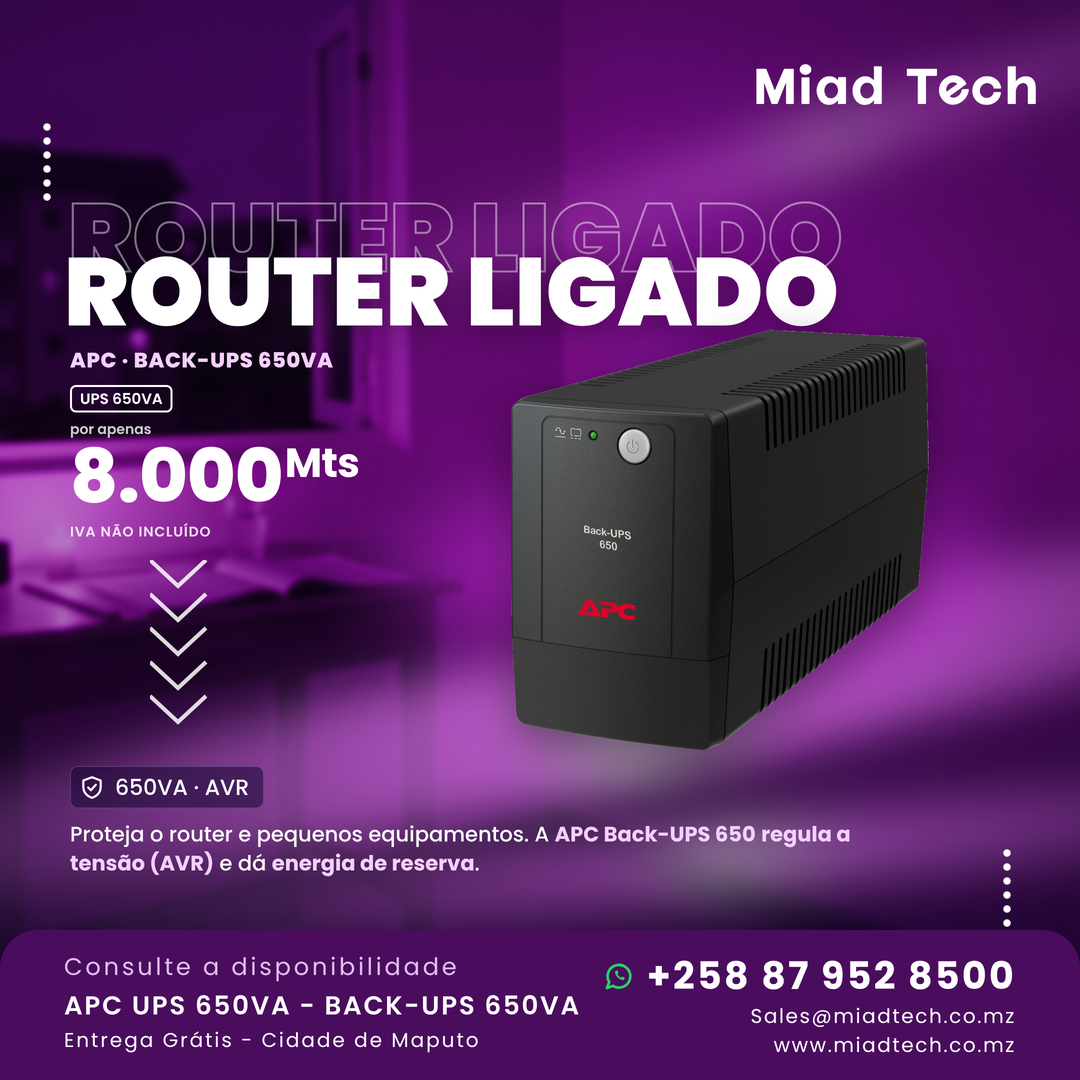 Miad Tech
ROUTER LIGADO
ROUTER LIGADO
APC · BACK-UPS 650VA
UPS 650VA
por apenas
8.000Mts
IVA NÃO INCLUÍDO
Back-UPS
650
APC
650VA · AVR
Proteja o router e pequenos equipamentos. A APC Back-UPS 650 regula a
tensão (AVR) e dá energia de reserva.
Consulte a disponibilidade
APC UPS 650VA - BACK-UPS 650VA
Entrega Grátis - Cidade de Maputo
+258 87 952 8500
Sales@miadtech.co.mz
www.miadtech.co.mz